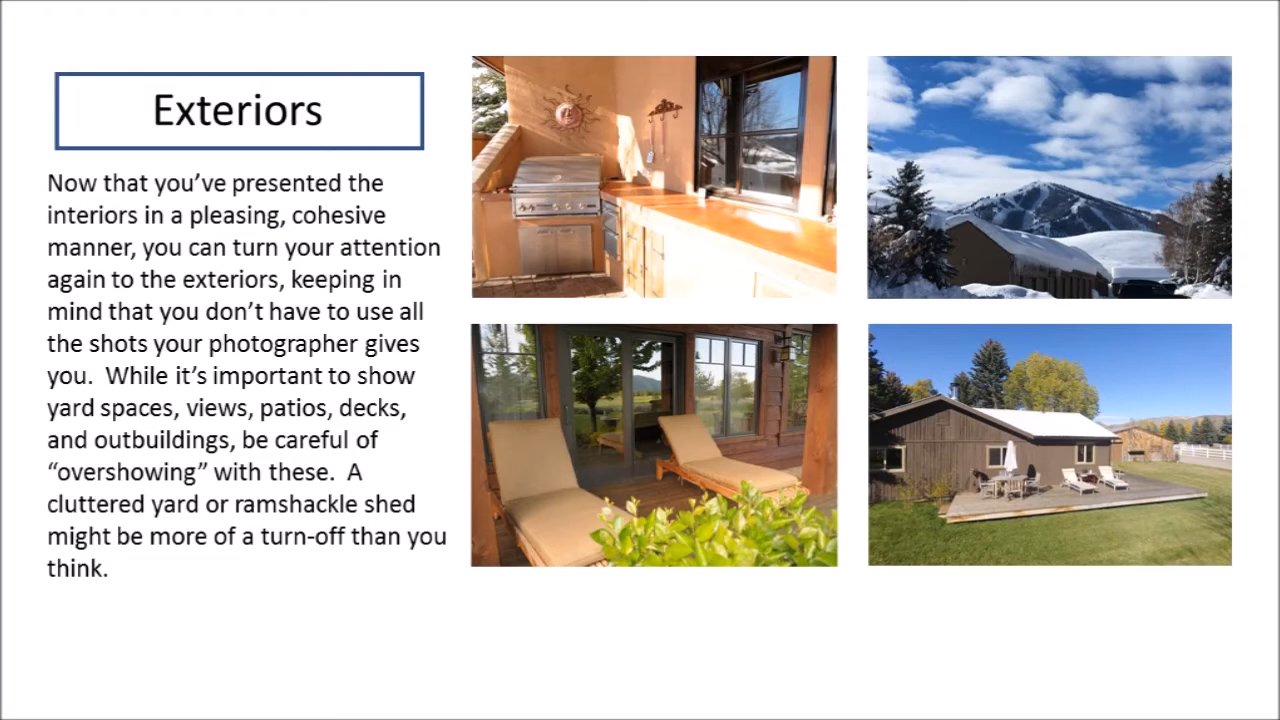 Exteriors
Now that you’ve presented the
interiors in a pleasing, cohesive
manner, you can turn your attention
again to the exteriors, keeping in
mind that you don’t have to use all
the shots your photographer gives
you.  While it’s important to show
yard spaces, views, patios, decks,
and outbuildings, be careful of
“overshowing” with these.  A
cluttered yard or ramshackle shed
might be more of a turn-off than you
think.